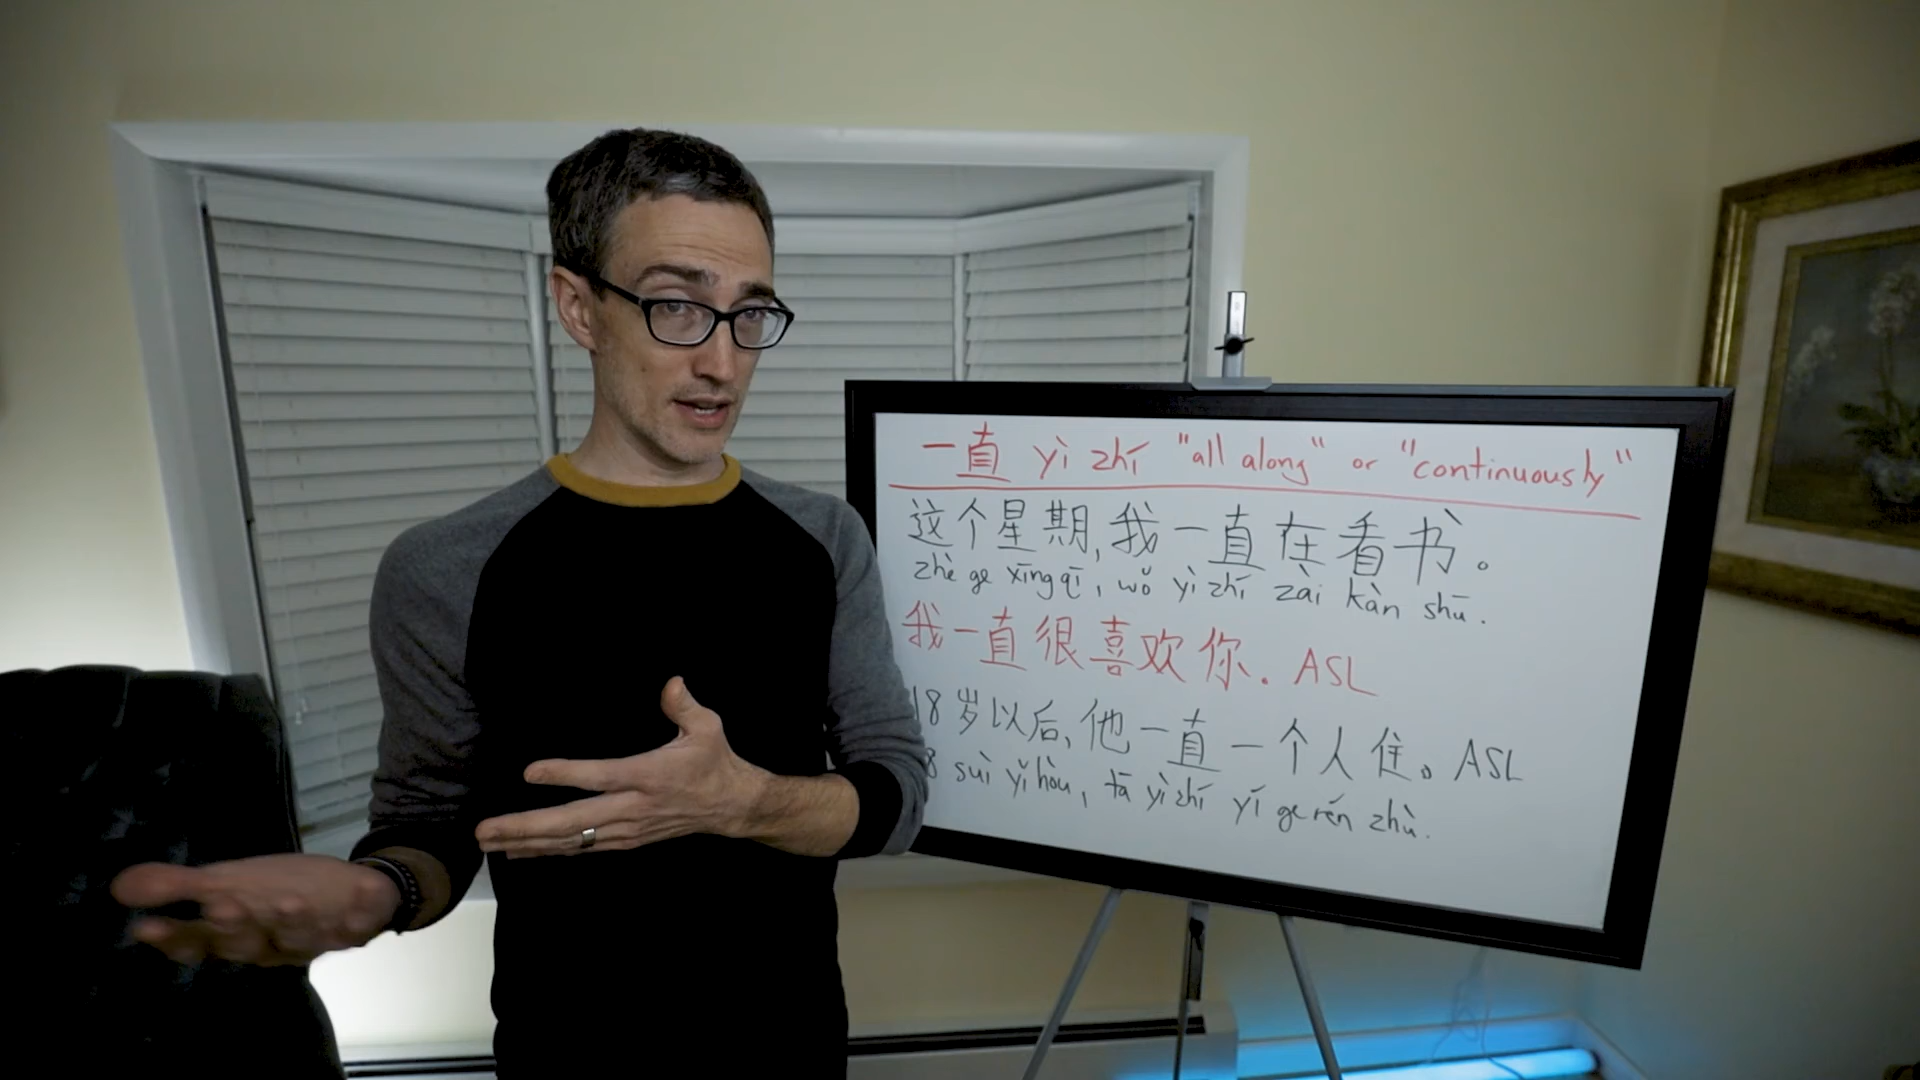 一直 yì zhí "all along" or "continuously"
这个星期,我一直在看书。
zhè ge xīng qī, wǒ yì zhí zài kàn shū.
我一直很喜欢你. ASL
18岁以后,他一直一个人住。ASL
8 suì yǐ hòu, tā yì zhí yí ge rén zhù.